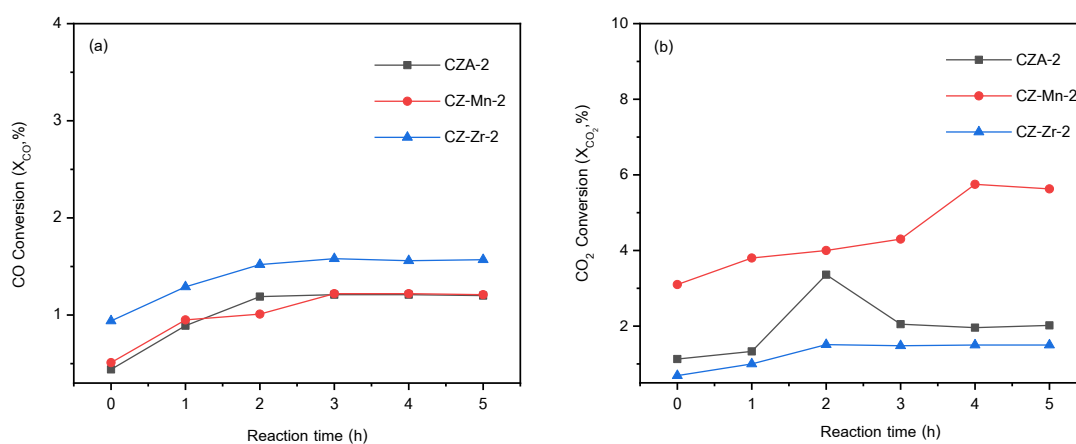 (a)
CZA-2
CZ-Mn-2
CZ-Zr-2
4
3
2
1
0 1 2 3 4 5
Reaction time (h)
CO Conversion (X_CO,%)
(b)
CZA-2
CZ-Mn-2
CZ-Zr-2
10
8
6
4
2
0 1 2 3 4 5
Reaction time (h)
CO₂ Conversion (X_CO₂,%)